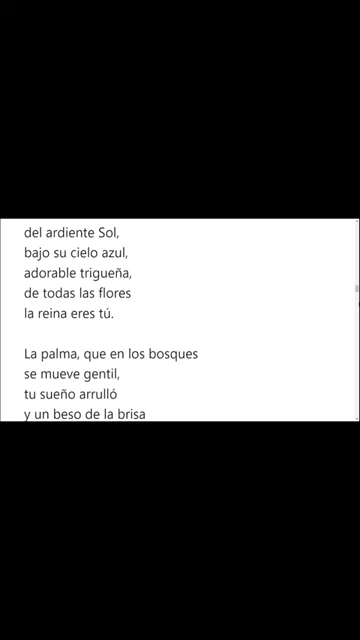 del ardiente Sol,
bajo su cielo azul,
adorable trigueña,
de todas las flores
la reina eres tú.
La palma, que en los bosques
se mueve gentil,
tu sueño arrulló
y un beso de la brisa